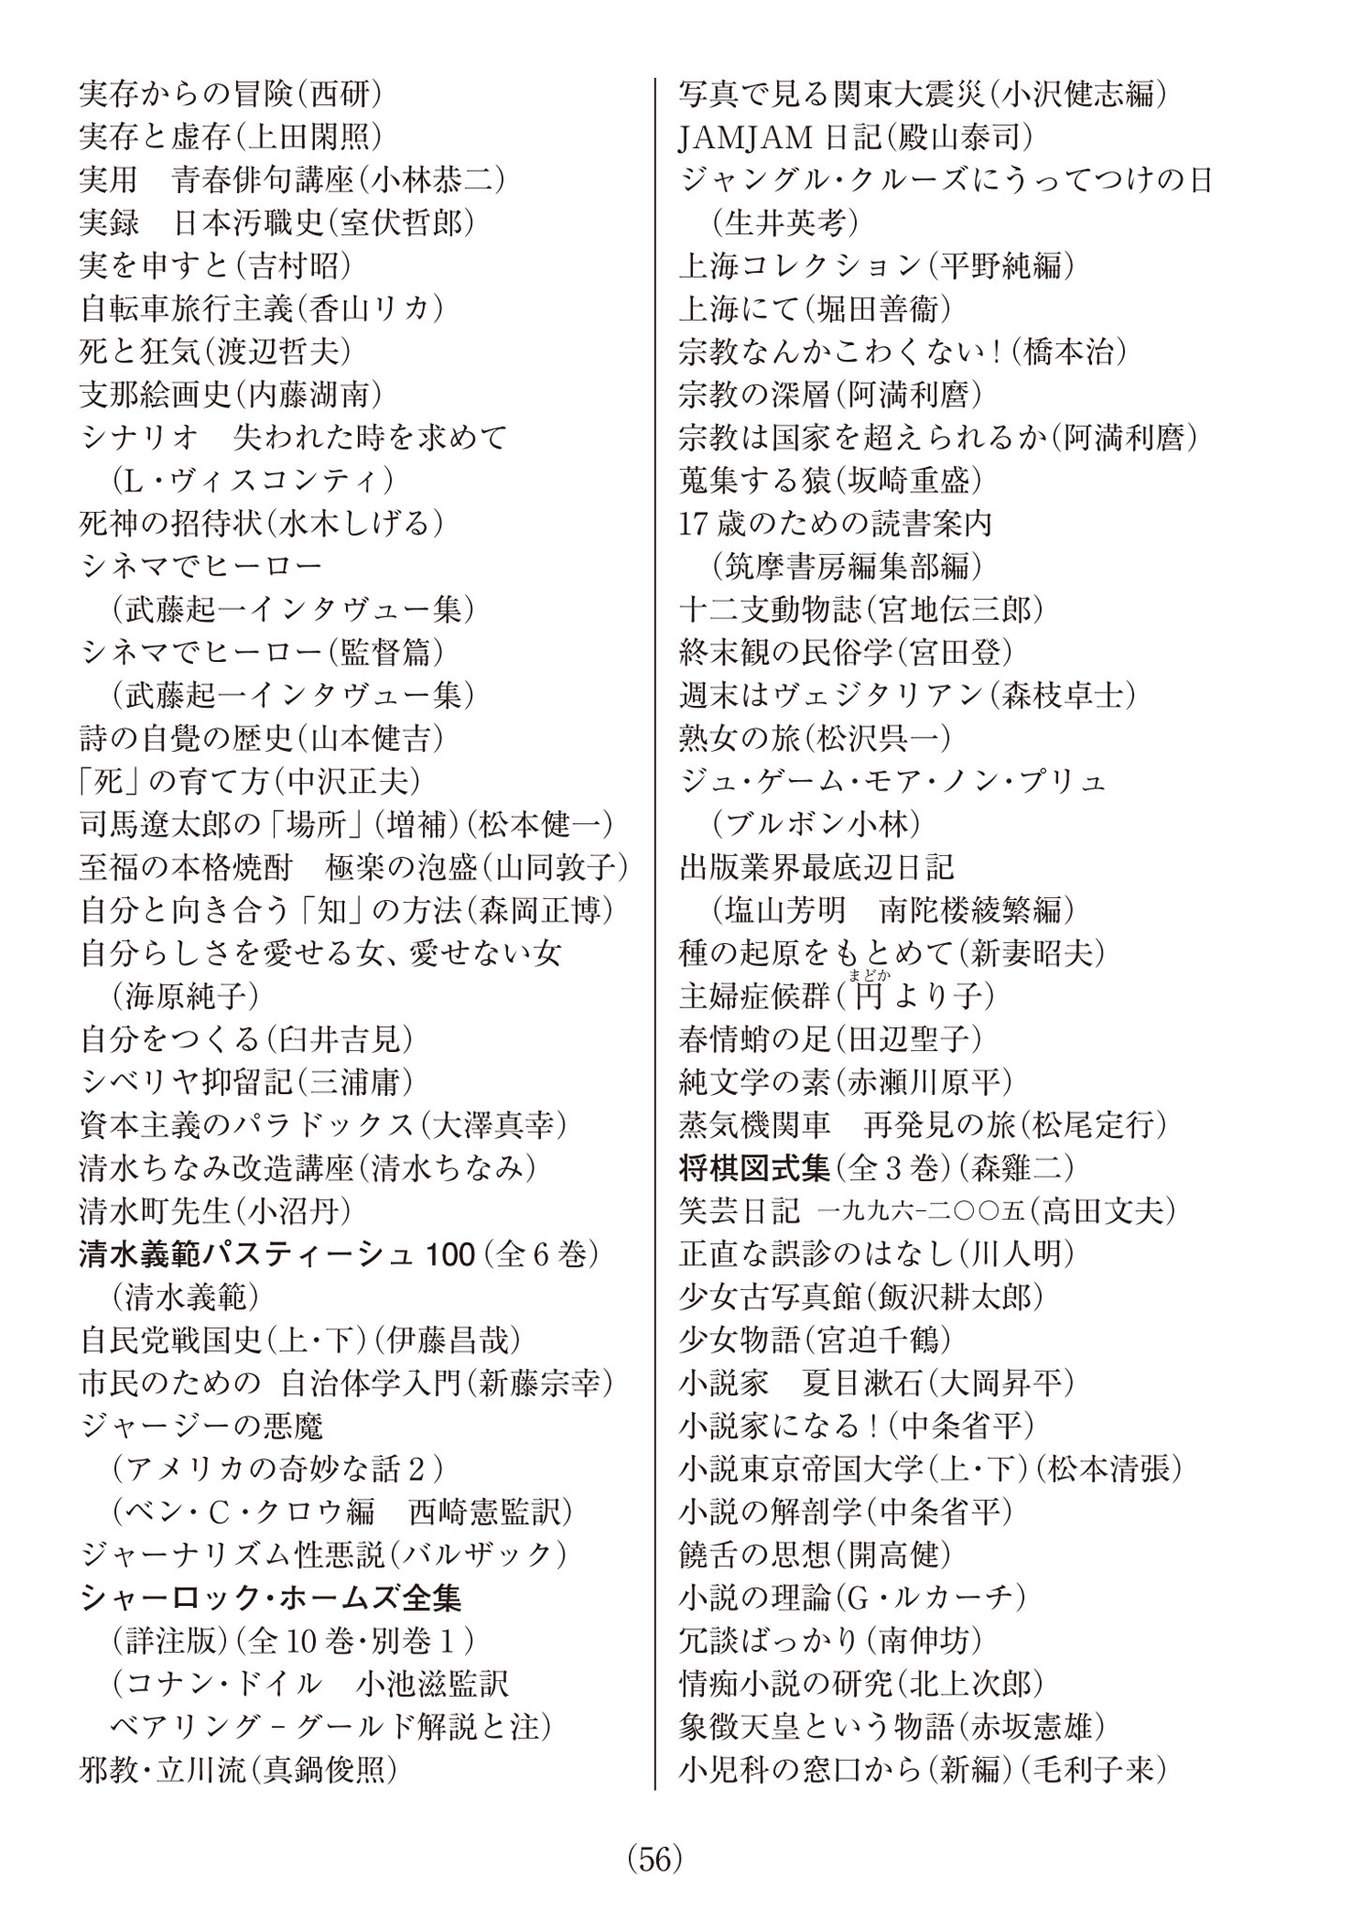 実存からの冒険(西研)
実存と虚存(上田閑照)
実用　青春俳句講座(小林恭二)
実録　日本汚職史(室伏哲郎)
実を申すと(吉村昭)
自転車旅行主義(香山リカ)
死と狂気(渡辺哲夫)
支那絵画史(内藤湖南)
シナリオ　失われた時を求めて
(L・ヴィスコンティ)
死神の招待状(水木しげる)
シネマでヒーロー
(武藤起一インタヴュー集)
シネマでヒーロー(監督篇)
(武藤起一インタヴュー集)
詩の自覺の歴史(山本健吉)
「死」の育て方(中沢正夫)
司馬遼太郎の「場所」(増補)(松本健一)
至福の本格焼酎　極楽の泡盛(山同敦子)
自分と向き合う「知」の方法(森岡正博)
自分らしさを愛せる女、愛せない女
(海原純子)
自分をつくる(臼井吉見)
シベリヤ抑留記(三浦庸)
資本主義のパラドックス(大澤真幸)
清水ちなみ改造講座(清水ちなみ)
清水町先生(小沼丹)
清水義範パスティーシュ100(全6巻)
(清水義範)
自民党戦国史(上・下)(伊藤昌哉)
市民のための 自治体学入門(新藤宗幸)
ジャージーの悪魔
(アメリカの奇妙な話2)
(ベン・C・クロウ編　西崎憲監訳)
ジャーナリズム性悪説(バルザック)
シャーロック・ホームズ全集
(詳注版)(全10巻・別巻1)
(コナン・ドイル　小池滋監訳
ベアリング–グールド解説と注)
邪教・立川流(真鍋俊照)
写真で見る関東大震災(小沢健志編)
JAMJAM日記(殿山泰司)
ジャングル・クルーズにうってつけの日
(生井英考)
上海コレクション(平野純編)
上海にて(堀田善衞)
宗教なんかこわくない!(橋本治)
宗教の深層(阿満利麿)
宗教は国家を超えられるか(阿満利麿)
蒐集する猿(坂崎重盛)
17歳のための読書案内
(筑摩書房編集部編)
十二支動物誌(宮地伝三郎)
終末観の民俗学(宮田登)
週末はヴェジタリアン(森枝卓士)
熟女の旅(松沢呉一)
ジュ・ゲーム・モア・ノン・プリュ
(ブルボン小林)
出版業界最底辺日記
(塩山芳明　南陀楼綾繁編)
種の起原をもとめて(新妻昭夫)
主婦症候群(円まどかより子)
春情蛸の足(田辺聖子)
純文学の素(赤瀬川原平)
蒸気機関車　再発見の旅(松尾定行)
将棋図式集(全3巻)(森雞二)
笑芸日記 一九九六–二〇〇五(高田文夫)
正直な誤診のはなし(川人明)
少女古写真館(飯沢耕太郎)
少女物語(宮迫千鶴)
小説家　夏目漱石(大岡昇平)
小説家になる!(中条省平)
小説東京帝国大学(上・下)(松本清張)
小説の解剖学(中条省平)
饒舌の思想(開高健)
小説の理論(G・ルカーチ)
冗談ばっかり(南伸坊)
情痴小説の研究(北上次郎)
象徴天皇という物語(赤坂憲雄)
小児科の窓口から(新編)(毛利子来)
(56)